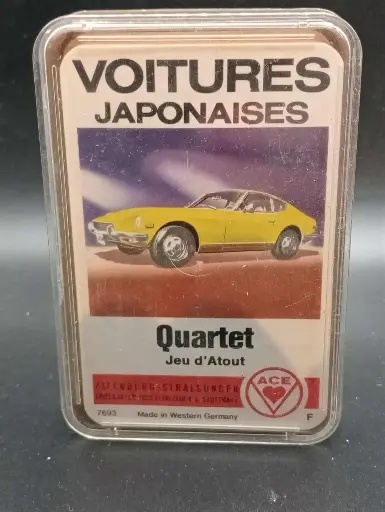 VOITURES
JAPONAISES
Quartet
Jeu d'Atout
ALTENBURG-STRALSUNDER
ACE
7693 Made in Western Germany F